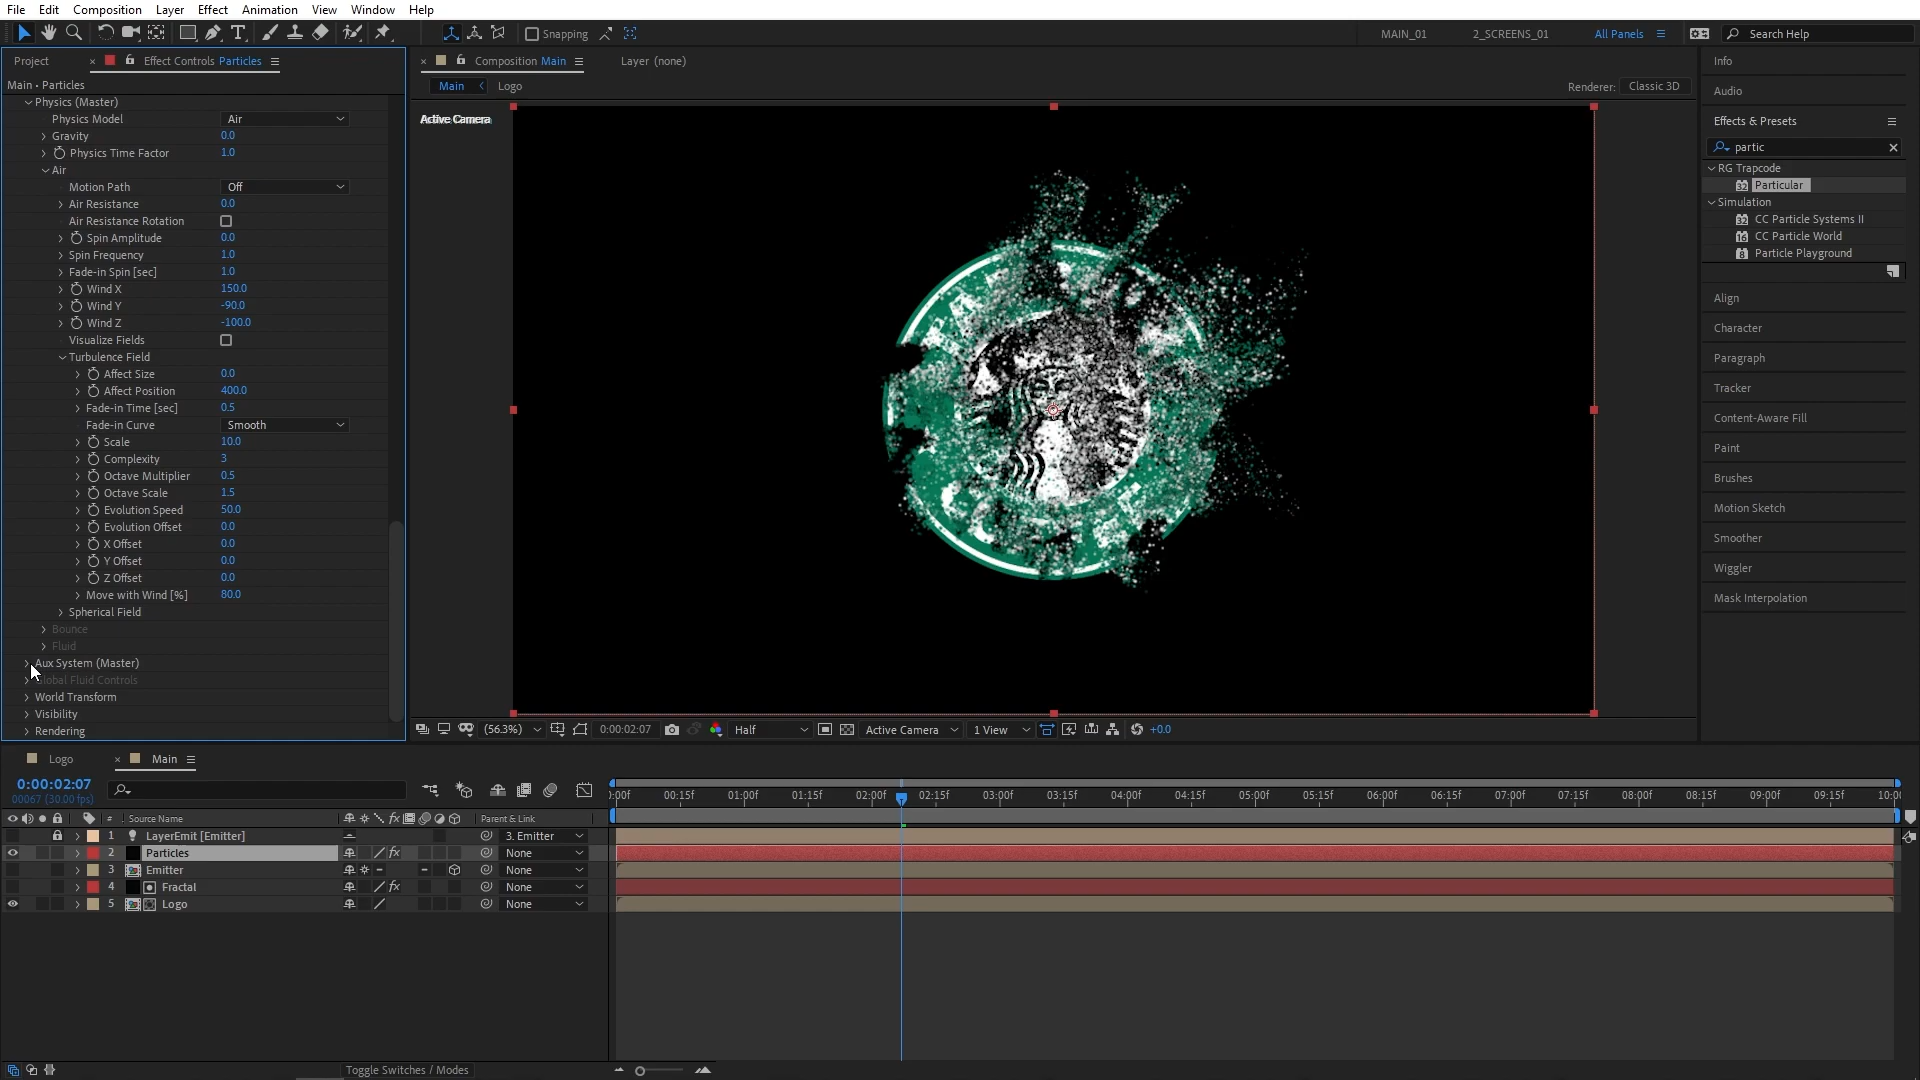 File Edit Composition Layer Effect Animation View Window Help
Snapping MAIN_01 2_SCREENS_01 All Panels Search Help
Project Effect Controls Particles Composition Main Layer (none) Info
Main • Particles Main Logo Renderer: Classic 3D Audio
Physics (Master)
Physics Model Air Active Camera Effects & Presets
Gravity 0.0 partic
Physics Time Factor 1.0
Air RG Trapcode
Motion Path Off Particular
Air Resistance 0.0 Simulation
Air Resistance Rotation CC Particle Systems II
Spin Amplitude 0.0 CC Particle World
Spin Frequency 1.0 Particle Playground
Fade-in Spin [sec] 1.0
Wind X 150.0 Align
Wind Y -90.0
Wind Z -100.0 Character
Visualize Fields
Turbulence Field Paragraph
Affect Size 0.0
Affect Position 400.0 Tracker
Fade-in Time [sec] 0.5
Fade-in Curve Smooth Content-Aware Fill
Scale 10.0 Paint
Complexity 3
Octave Multiplier 0.5 Brushes
Octave Scale 1.5
Evolution Speed 50.0 Motion Sketch
Evolution Offset 0.0
X Offset 0.0 Smoother
Y Offset 0.0
Z Offset 0.0 Wiggler
Move with Wind [%] 80.0 Mask Interpolation
Spherical Field
Bounce
Fluid
Aux System (Master)
Global Fluid Controls
World Transform
Visibility
Rendering (56.3%) 0:00:02:07 Half Active Camera 1 View +0.0
Logo Main
0:00:02:07
00067 (30.00 fps) 00:15f 01:00f 01:15f 02:00f 02:15f 03:00f 03:15f 04:00f 04:15f 05:00f 05:15f 06:00f 06:15f 07:00f 07:15f 08:00f 08:15f 09:00f 09:15f
# Source Name fx Parent & Link
1 LayerEmit [Emitter] 3. Emitter
2 Particles fx None
3 Emitter None
4 Fractal fx None
5 Logo None
Toggle Switches / Modes